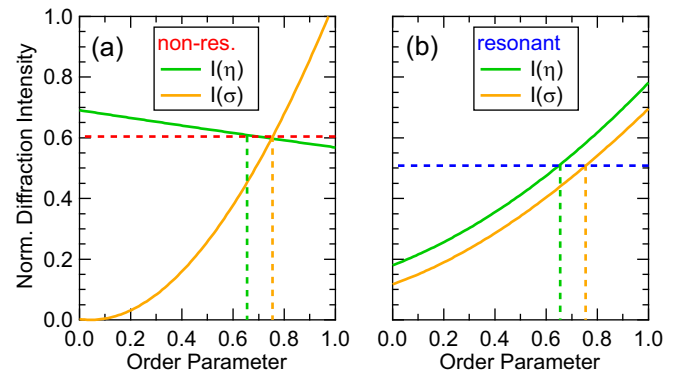 (a)
non-res.
I(η)
I(σ)
(b)
resonant
I(η)
I(σ)
Norm. Diffraction Intensity
1.0
0.8
0.6
0.4
0.2
0.0
0.0 0.2 0.4 0.6 0.8 1.0
0.0 0.2 0.4 0.6 0.8 1.0
Order Parameter
Order Parameter